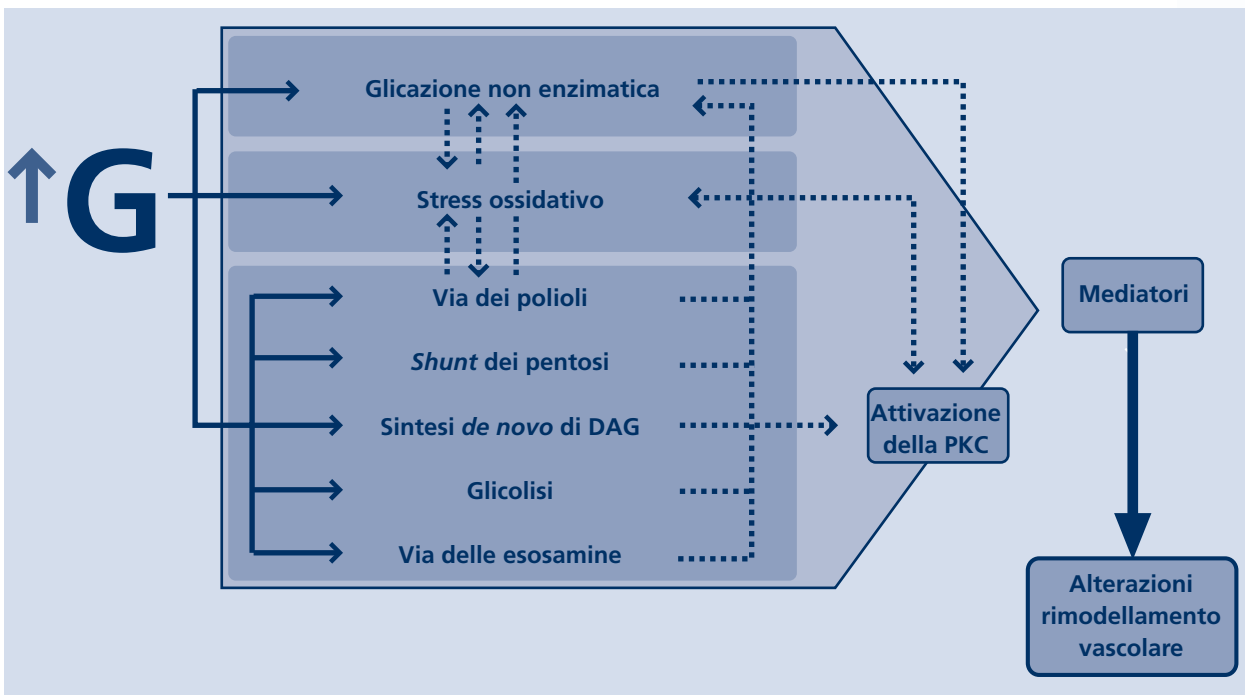 Glicazione non enzimatica
↑G
Stress ossidativo
Via dei polioli
Shunt dei pentosi
Sintesi de novo di DAG
Glicolisi
Via delle esosamine
Attivazione
della PKC
Mediatori
Alterazioni
rimodellamento
vascolare